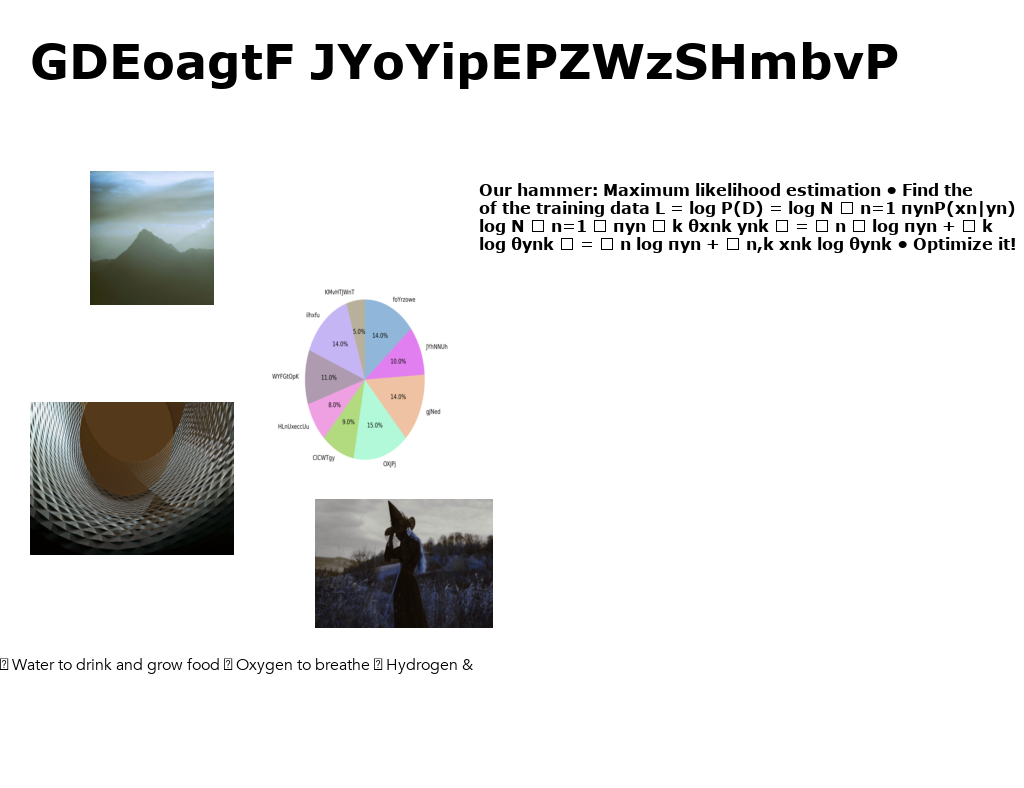 GDEoagtF JYoYipEPZWzSHmbvP
Our hammer: Maximum likelihood estimation • Find the
of the training data L = log P(D) = log N □ n=1 πynP(xn|yn)
log N □ n=1 □ πyn □ k θxnk ynk □ = □ n □ log πyn + □ k
log θynk □ = □ n log πyn + □ n,k xnk log θynk • Optimize it!
KMvHTJWnT
foYrzowe
iihxfu
5.0%
14.0%
14.0%
JYhNNUh
10.0%
WYFGtOpK
11.0%
14.0%
8.0%
gJNed
9.0%
15.0%
HLnUxeccUu
CICWTgy
OXJPJ
Water to drink and grow food Oxygen to breathe Hydrogen &